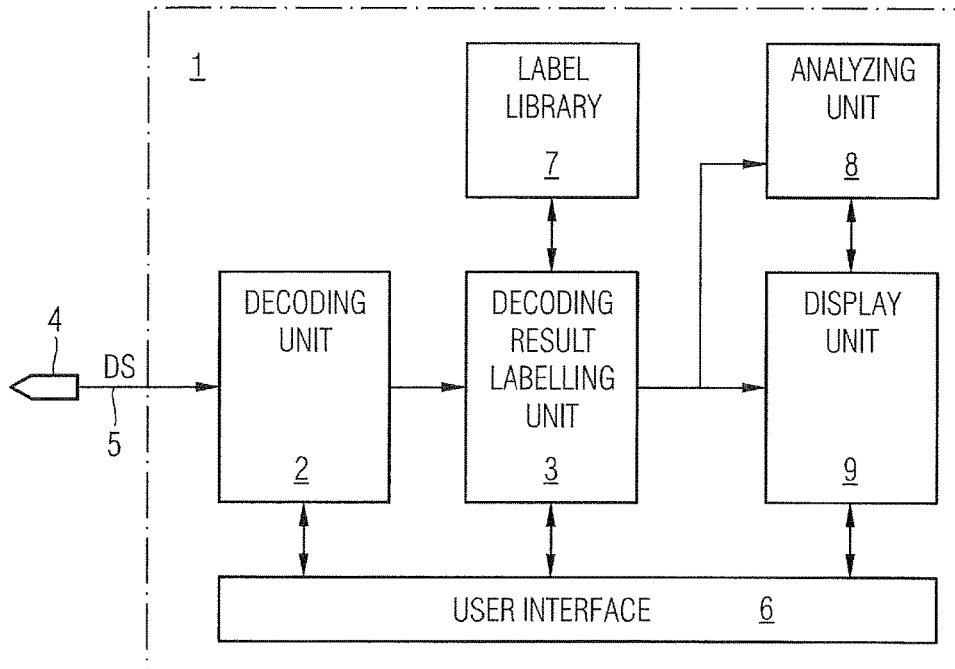 1
LABEL
LIBRARY
7
ANALYZING
UNIT
8
4
DS
5
DECODING
UNIT
2
DECODING
RESULT
LABELLING
UNIT
3
DISPLAY
UNIT
9
USER INTERFACE 6